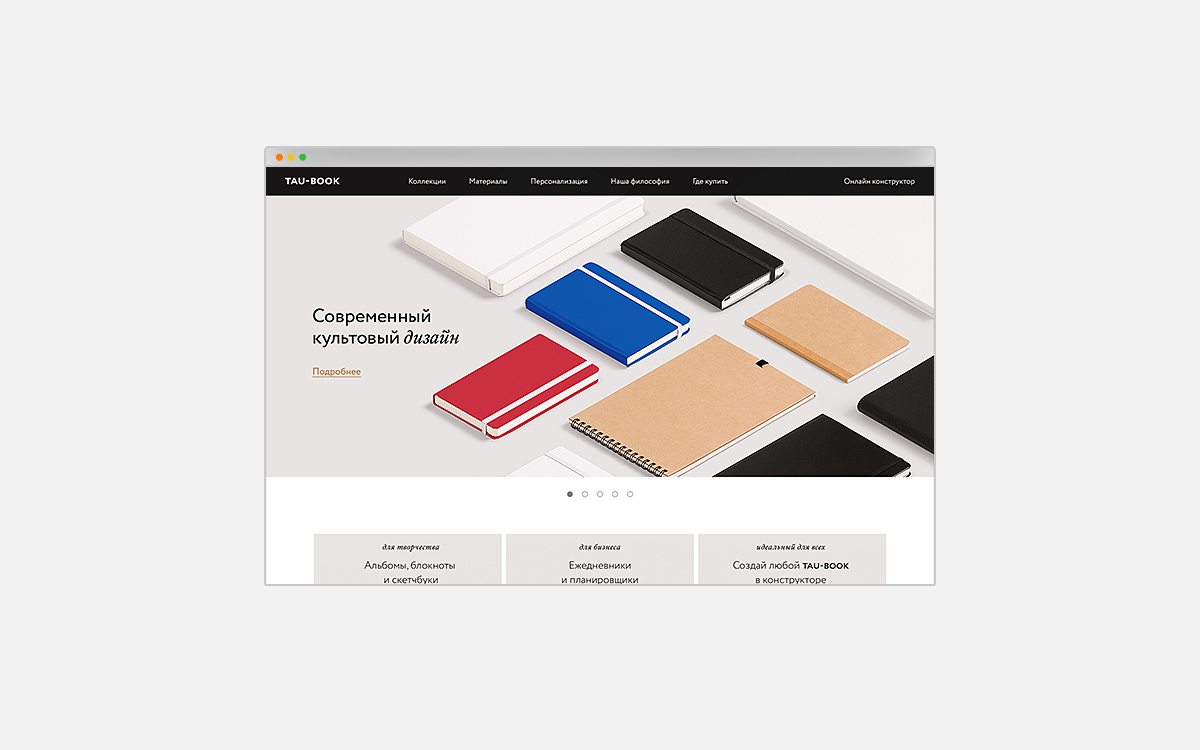 TAU-BOOK Коллекции Материалы Персонализация Наша философия Где купить Онлайн конструктор
Современный
культовый дизайн
Подробнее
для творчества
Альбомы, блокноты
и скетчбуки
для бизнеса
Ежедневники
и планировщики
идеальный для всех
Создай любой TAU-BOOK
в конструкторе